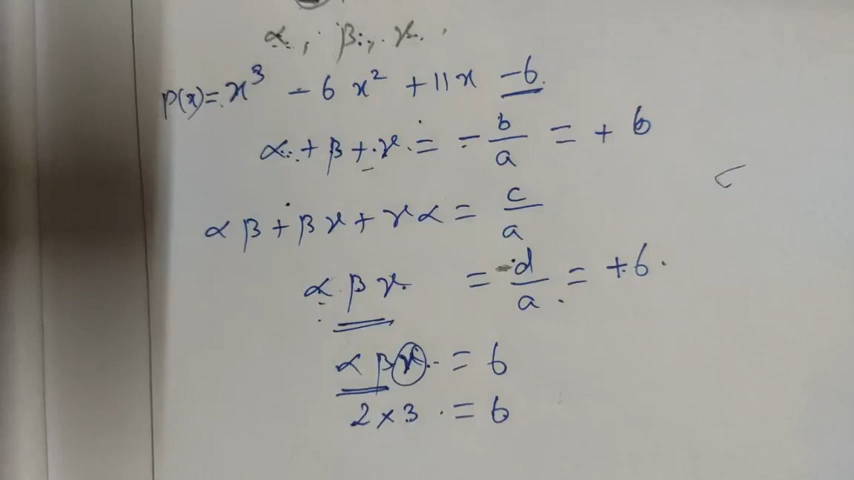 α, β, γ.
P(x) = x³ - 6x² + 11x - 6
α + β + γ = - b/a = + 6
αβ + βγ + γα = c/a
αβγ = -d/a = +6.
αβγ = 6
2 × 3 = 6